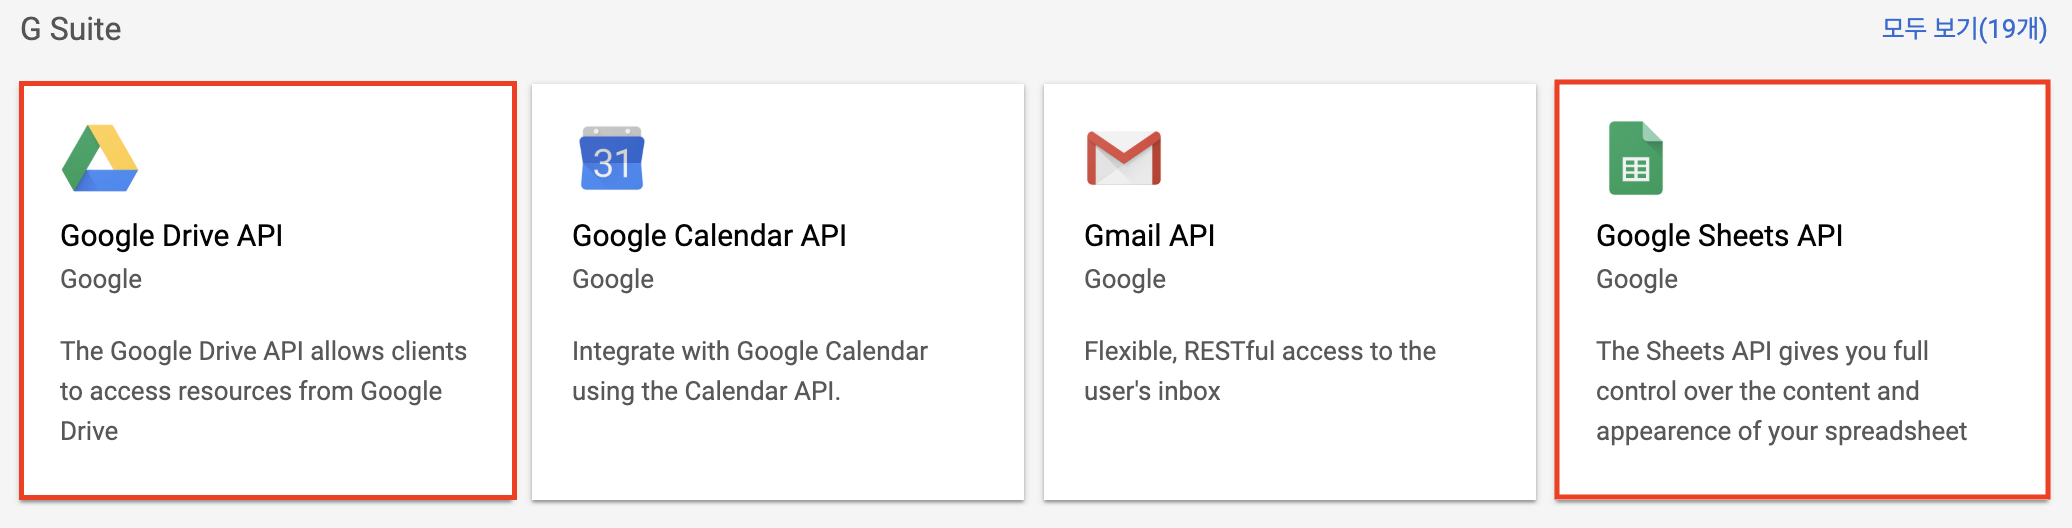 G Suite
모두 보기(19개)
31
Google Drive API
Google
The Google Drive API allows clients
to access resources from Google
Drive
Google Calendar API
Google
Integrate with Google Calendar
using the Calendar API.
Gmail API
Google
Flexible, RESTful access to the
user's inbox
Google Sheets API
Google
The Sheets API gives you full
control over the content and
appearence of your spreadsheet